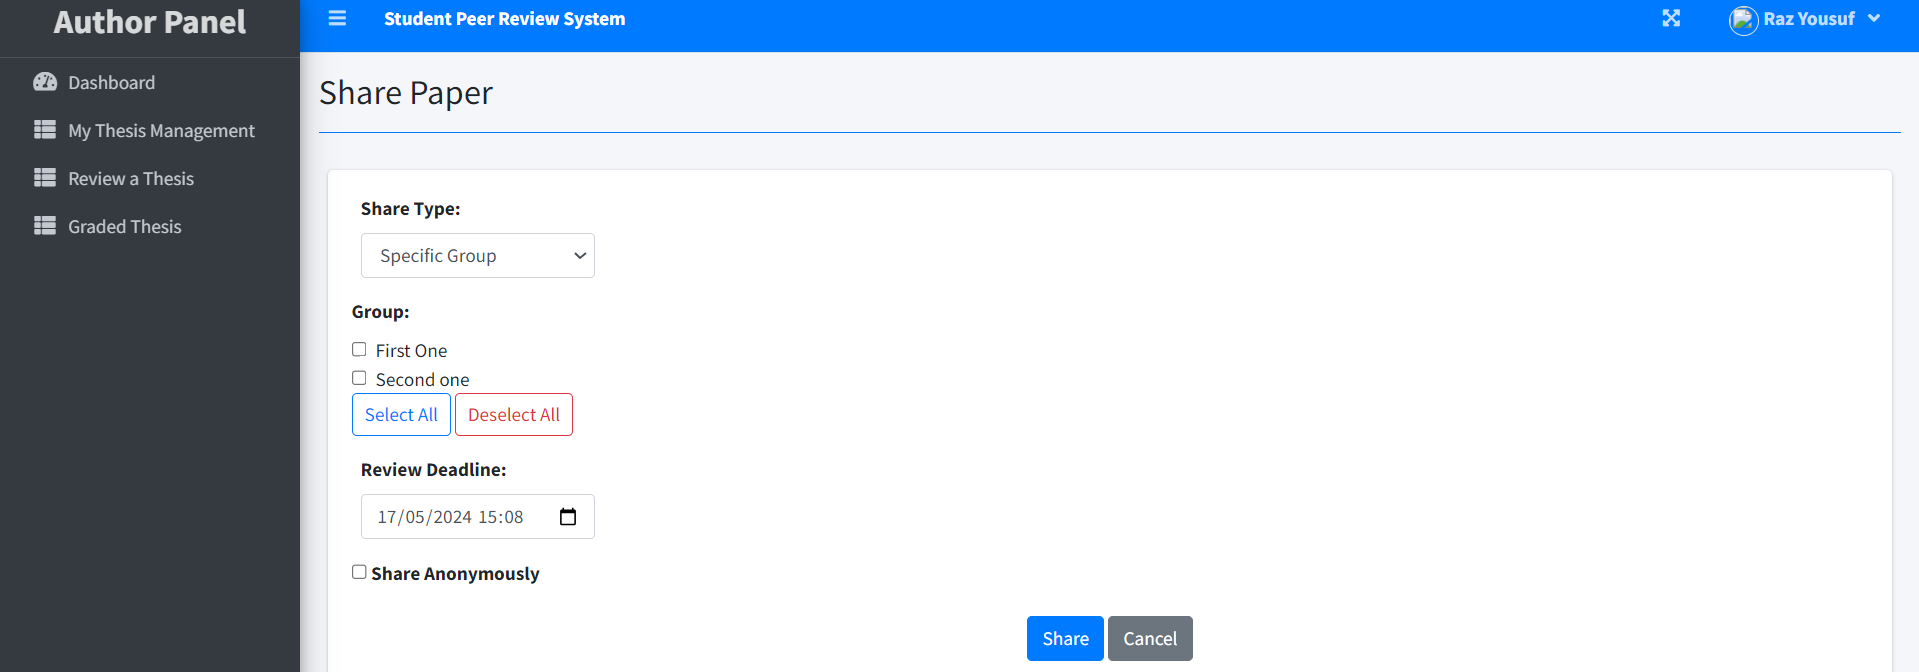 Author Panel
Student Peer Review System
Raz Yousuf
Dashboard
My Thesis Management
Review a Thesis
Graded Thesis
Share Paper
Share Type:
Specific Group
Group:
First One
Second one
Select All Deselect All
Review Deadline:
17/05/2024 15:08
Share Anonymously
Share Cancel